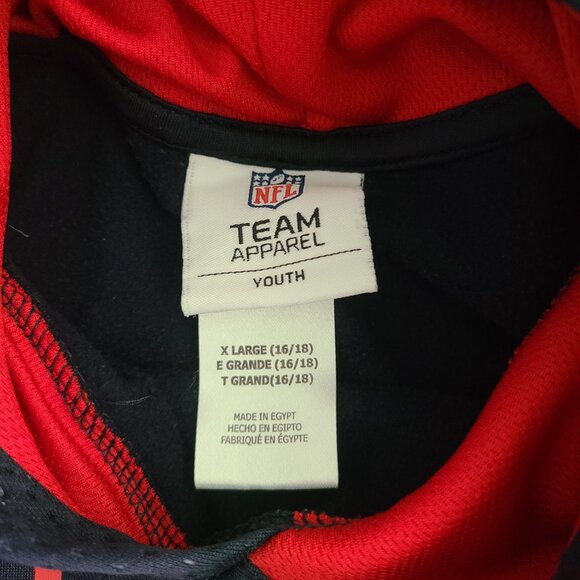 NFL
TEAM
APPAREL
YOUTH
X LARGE (16/18)
E GRANDE (16/18)
T GRAND(16/18)
MADE IN EGYPT
HECHO EN EGIPTO
FABRIQUÉ EN ÉGYPTE